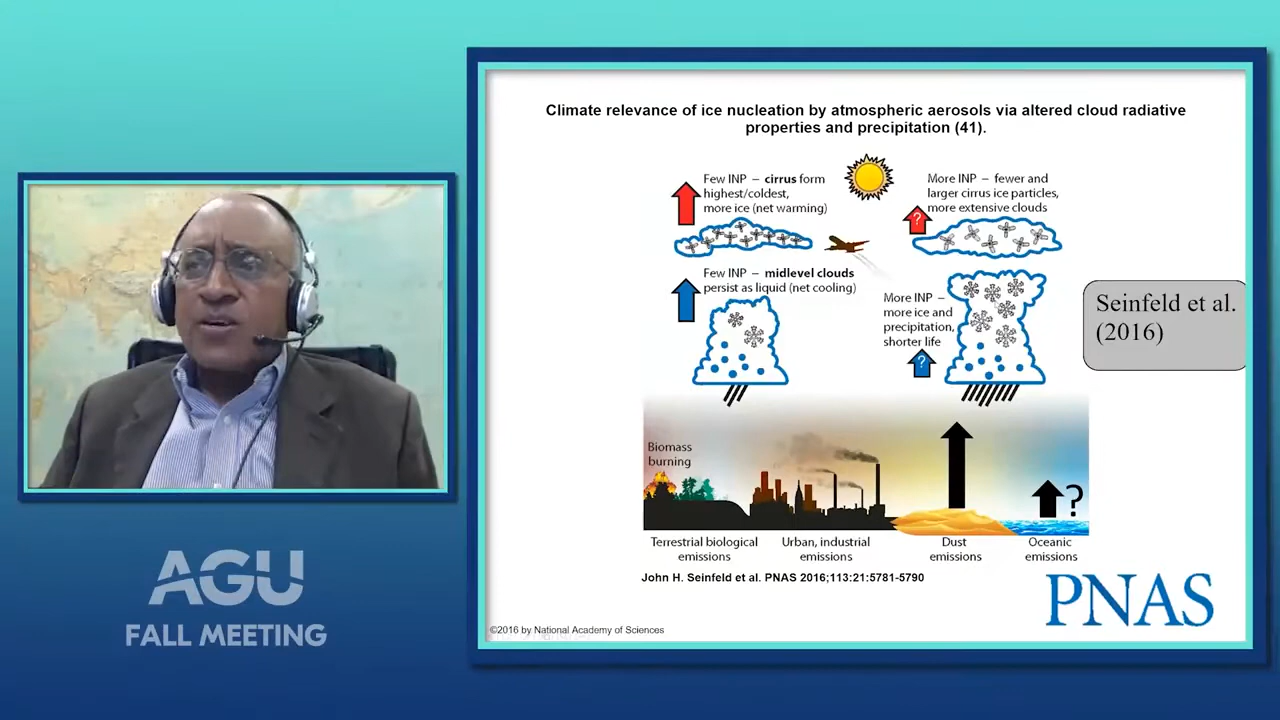 Climate relevance of ice nucleation by atmospheric aerosols via altered cloud radiative
properties and precipitation (41).
Few INP – cirrus form
highest/coldest,
more ice (net warming)
More INP – fewer and
larger cirrus ice particles,
more extensive clouds
?
Few INP – midlevel clouds
persist as liquid (net cooling)
More INP –
more ice and
precipitation,
shorter life
?
Seinfeld et al.
(2016)
Biomass
burning
?
Terrestrial biological
emissions
Urban, industrial
emissions
Dust
emissions
Oceanic
emissions
John H. Seinfeld et al. PNAS 2016;113:21:5781-5790
PNAS
©2016 by National Academy of Sciences
AGU
FALL MEETING